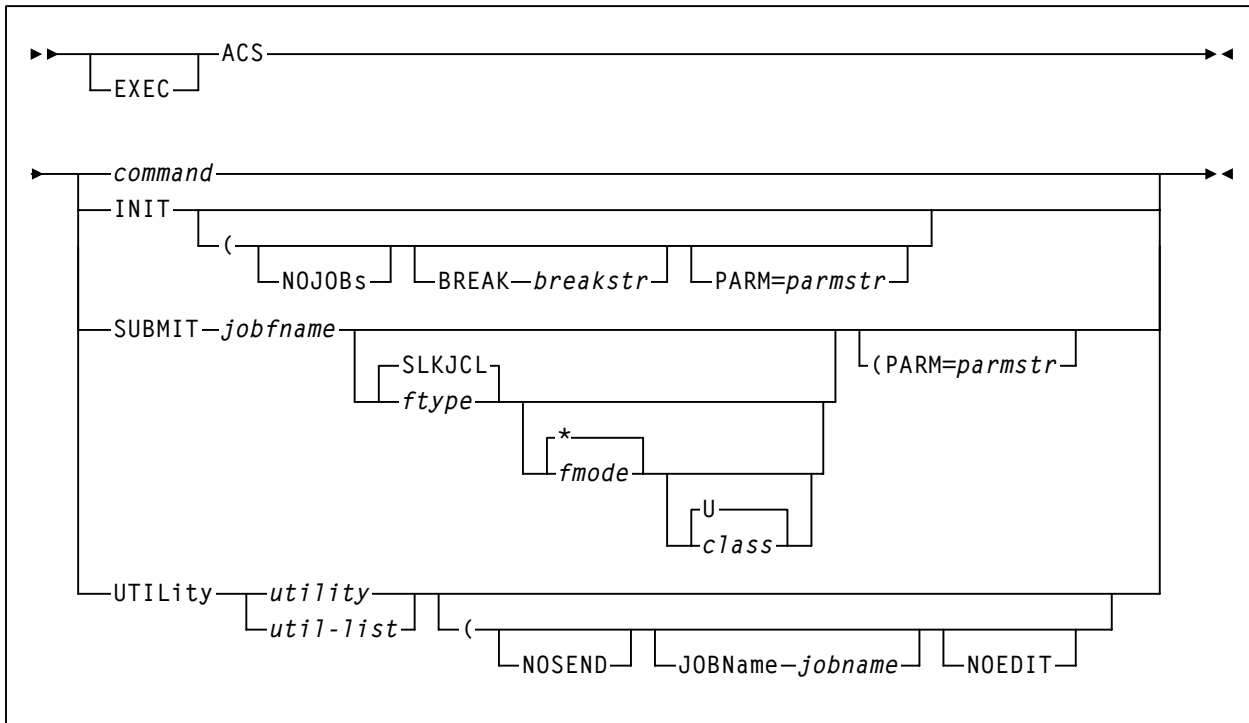 ACS
EXEC
command
INIT
(
NOJOBs BREAK breakstr PARM=parmstr
SUBMIT jobfname
SLKJCL (PARM=parmstr
ftype
*
fmode
U
class
UTILity utility
util-list (
NOSEND JOBName jobname NOEDIT